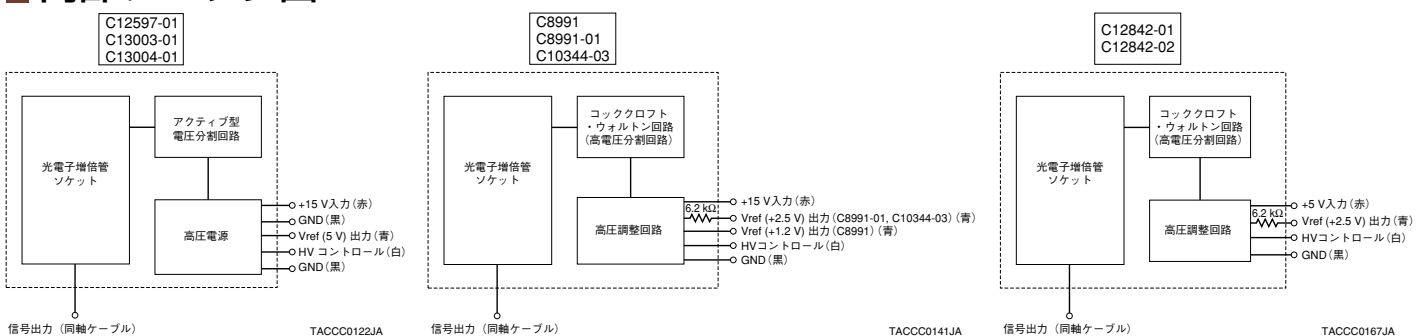 C12597-01
C13003-01
C13004-01
アクティブ型
電圧分割回路
光電子増倍管
ソケット
高圧電源
+15 V入力（赤）
GND（黒）
Vref (5 V) 出力（青）
HV コントロール（白）
GND（黒）
信号出力（同軸ケーブル）
TACCC0122JA
C8991
C8991-01
C10344-03
コッククロフト
・ウォルトン回路
（高電圧分割回路）
光電子増倍管
ソケット
高圧調整回路
6.2 kΩ
+15 V入力（赤）
Vref (+2.5 V) 出力（C8991-01, C10344-03）（青）
Vref (+1.2 V) 出力（C8991）（青）
HVコントロール（白）
GND（黒）
信号出力（同軸ケーブル）
TACCC0141JA
C12842-01
C12842-02
コッククロフト
・ウォルトン回路
（高電圧分割回路）
光電子増倍管
ソケット
高圧調整回路
6.2 kΩ
+5 V入力（赤）
Vref (+2.5 V) 出力（青）
HVコントロール（白）
GND（黒）
信号出力（同軸ケーブル）
TACCC0167JA